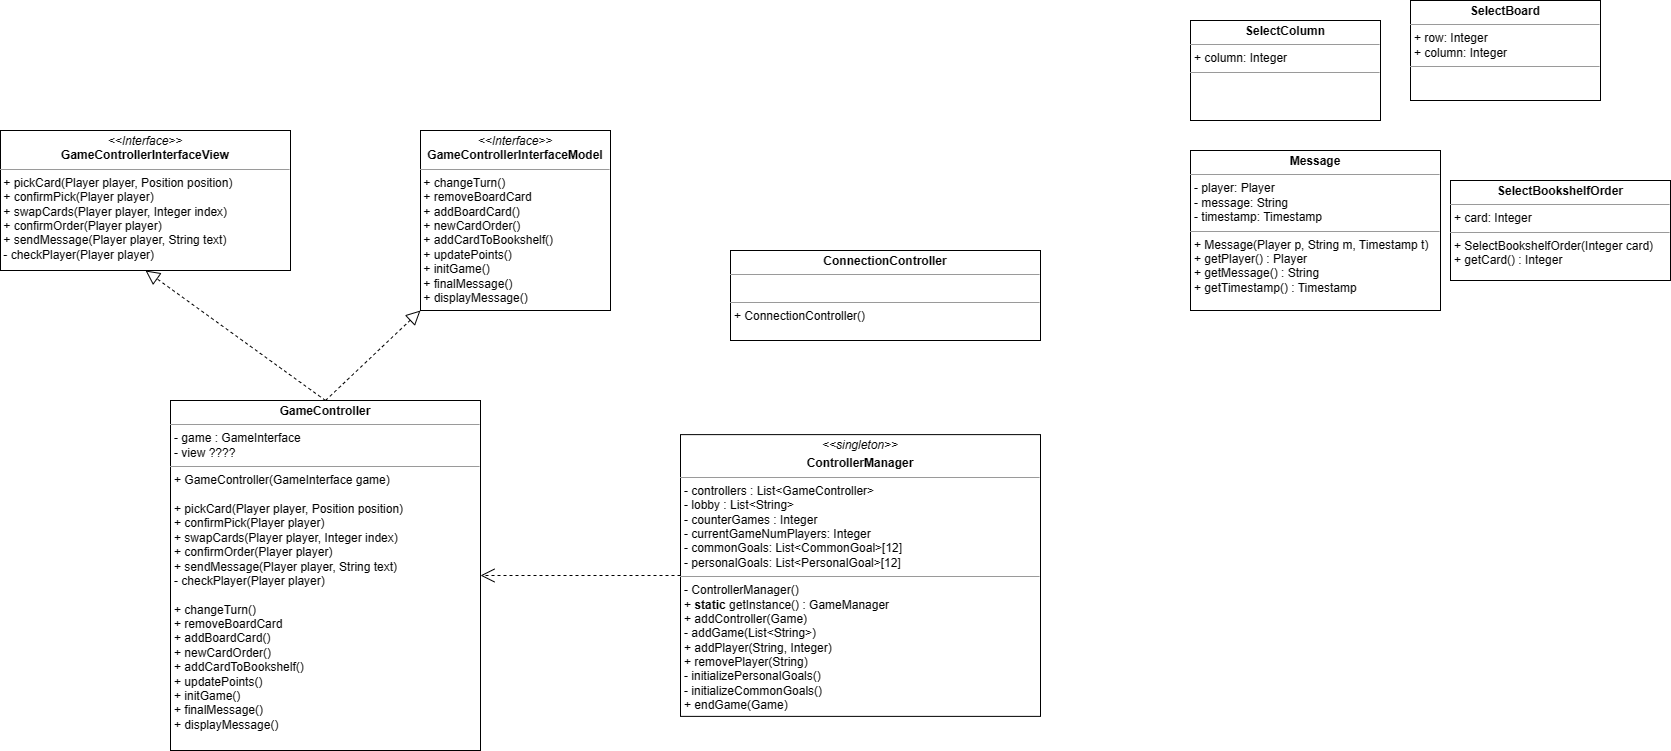 SelectBoard
+ row: Integer
+ column: Integer
SelectColumn
+ column: Integer
<<Interface>>
GameControllerInterfaceView
+ pickCard(Player player, Position position)
+ confirmPick(Player player)
+ swapCards(Player player, Integer index)
+ confirmOrder(Player player)
+ sendMessage(Player player, String text)
- checkPlayer(Player player)
<<Interface>>
GameControllerInterfaceModel
+ changeTurn()
+ removeBoardCard
+ addBoardCard()
+ newCardOrder()
+ addCardToBookshelf()
+ updatePoints()
+ initGame()
+ finalMessage()
+ displayMessage()
Message
- player: Player
- message: String
- timestamp: Timestamp
+ Message(Player p, String m, Timestamp t)
+ getPlayer() : Player
+ getMessage() : String
+ getTimestamp() : Timestamp
SelectBookshelfOrder
+ card: Integer
+ SelectBookshelfOrder(Integer card)
+ getCard() : Integer
ConnectionController
+ ConnectionController()
GameController
- game : GameInterface
- view ????
+ GameController(GameInterface game)
+ pickCard(Player player, Position position)
+ confirmPick(Player player)
+ swapCards(Player player, Integer index)
+ confirmOrder(Player player)
+ sendMessage(Player player, String text)
- checkPlayer(Player player)
+ changeTurn()
+ removeBoardCard
+ addBoardCard()
+ newCardOrder()
+ addCardToBookshelf()
+ updatePoints()
+ initGame()
+ finalMessage()
+ displayMessage()
<<singleton>>
ControllerManager
- controllers : List<GameController>
- lobby : List<String>
- counterGames : Integer
- currentGameNumPlayers: Integer
- commonGoals: List<CommonGoal>[12]
- personalGoals: List<PersonalGoal>[12]
- ControllerManager()
+ static getInstance() : GameManager
+ addController(Game)
- addGame(List<String>)
+ addPlayer(String, Integer)
+ removePlayer(String)
- initializePersonalGoals()
- initializeCommonGoals()
+ endGame(Game)